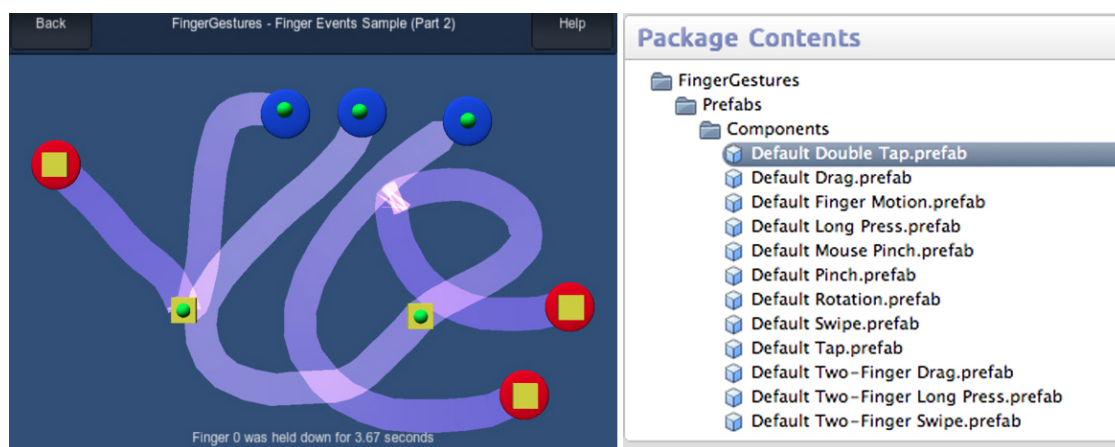 Back
FingerGestures - Finger Events Sample (Part 2)
Help
Finger 0 was held down for 3.67 seconds
Package Contents
FingerGestures
Prefabs
Components
Default Double Tap.prefab
Default Drag.prefab
Default Finger Motion.prefab
Default Long Press.prefab
Default Mouse Pinch.prefab
Default Pinch.prefab
Default Rotation.prefab
Default Swipe.prefab
Default Tap.prefab
Default Two-Finger Drag.prefab
Default Two-Finger Long Press.prefab
Default Two-Finger Swipe.prefab